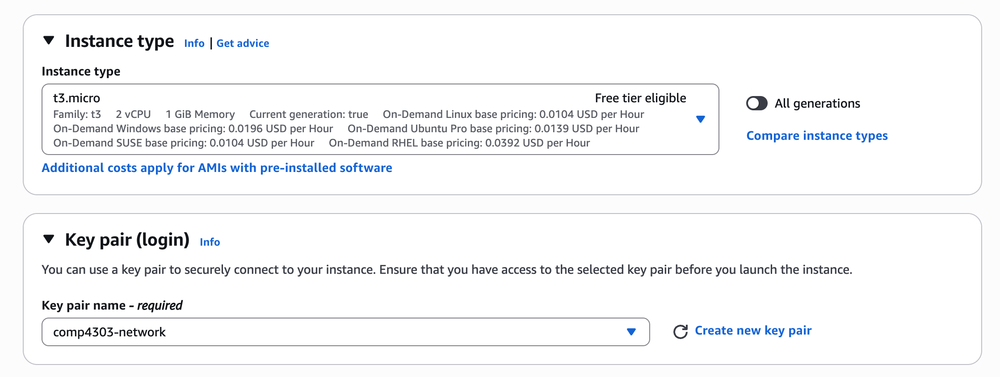 Instance type Info | Get advice
Instance type
t3.micro Free tier eligible
Family: t3 2 vCPU 1 GiB Memory Current generation: true On-Demand Linux base pricing: 0.0104 USD per Hour
On-Demand Windows base pricing: 0.0196 USD per Hour On-Demand Ubuntu Pro base pricing: 0.0139 USD per Hour
On-Demand SUSE base pricing: 0.0104 USD per Hour On-Demand RHEL base pricing: 0.0392 USD per Hour
All generations
Compare instance types
Additional costs apply for AMIs with pre-installed software
Key pair (login) Info
You can use a key pair to securely connect to your instance. Ensure that you have access to the selected key pair before you launch the instance.
Key pair name - required
comp4303-network
Create new key pair